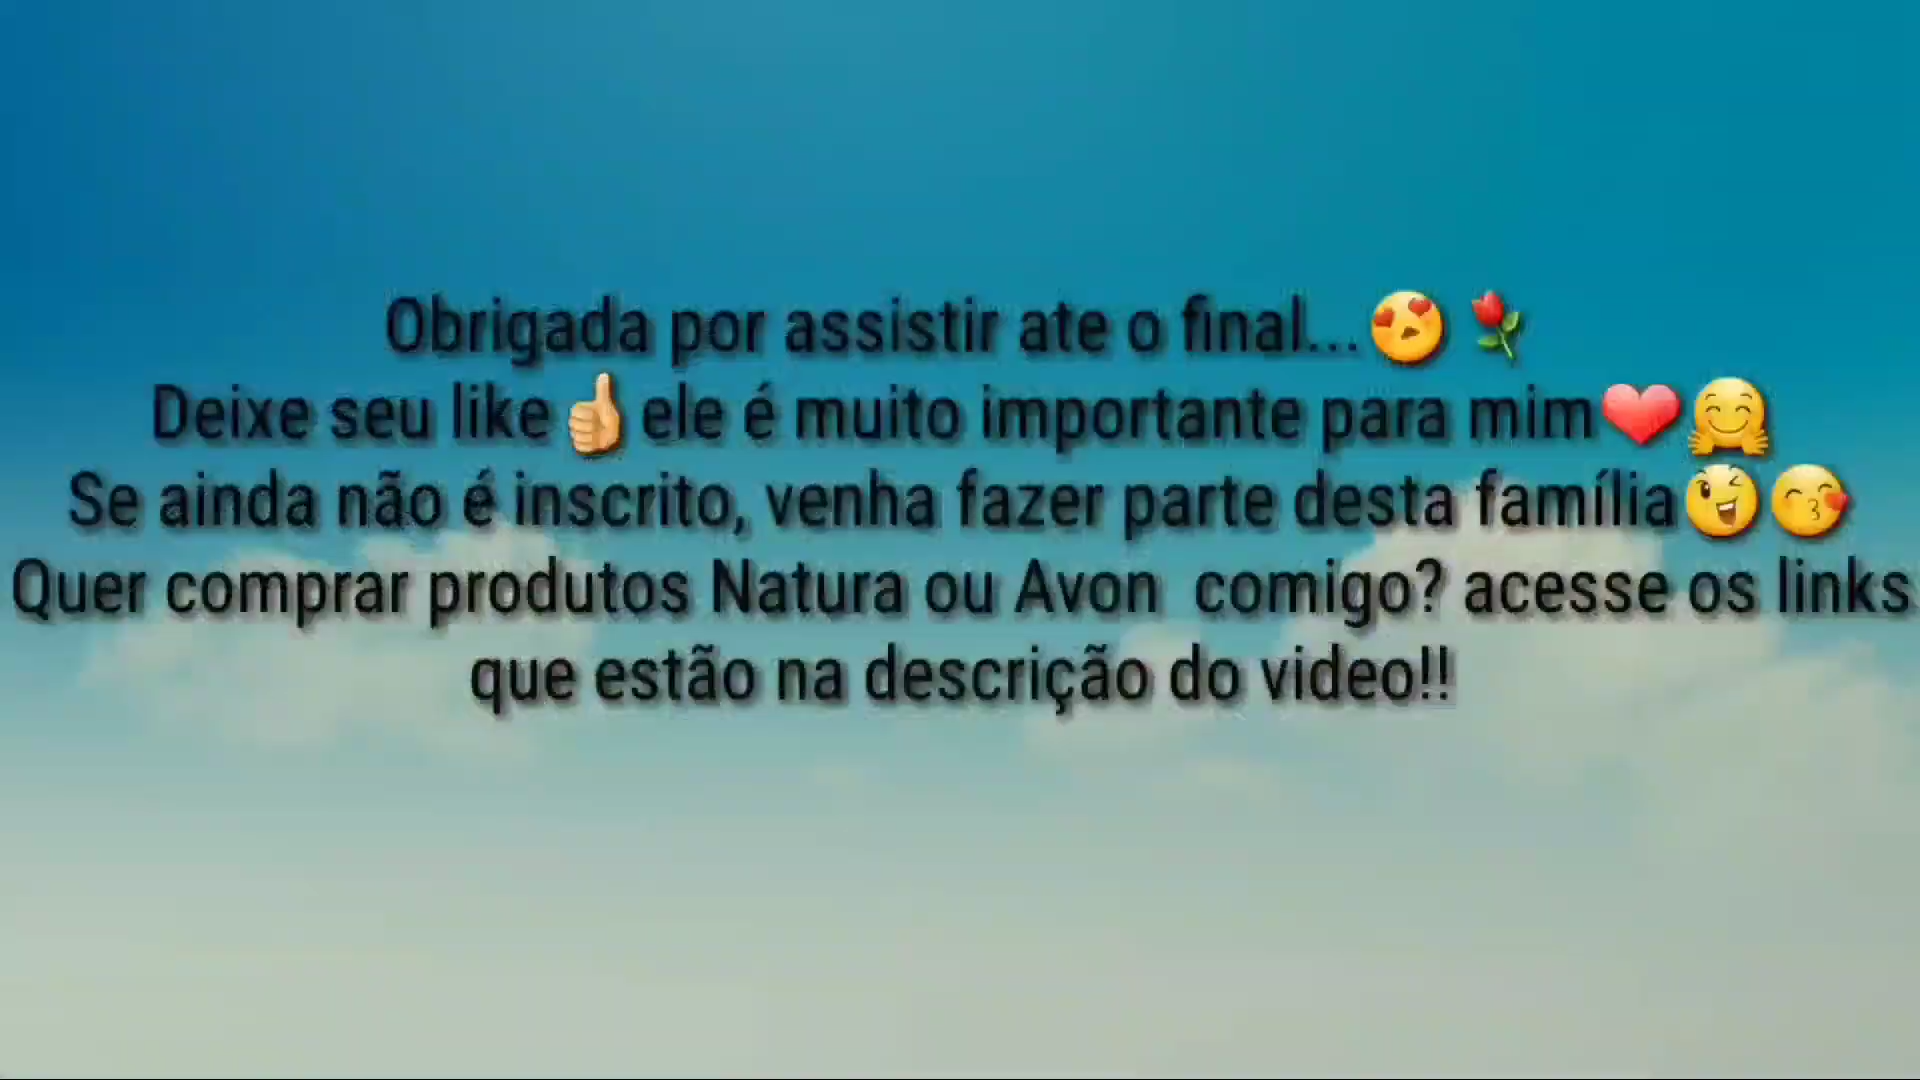 Obrigada por assistir ate o final...😍🌹
Deixe seu like👍🏼ele é muito importante para mim❤️🤗
Se ainda não é inscrito, venha fazer parte desta família😜😘
Quer comprar produtos Natura ou Avon  comigo? acesse os links
que estão na descrição do video!!